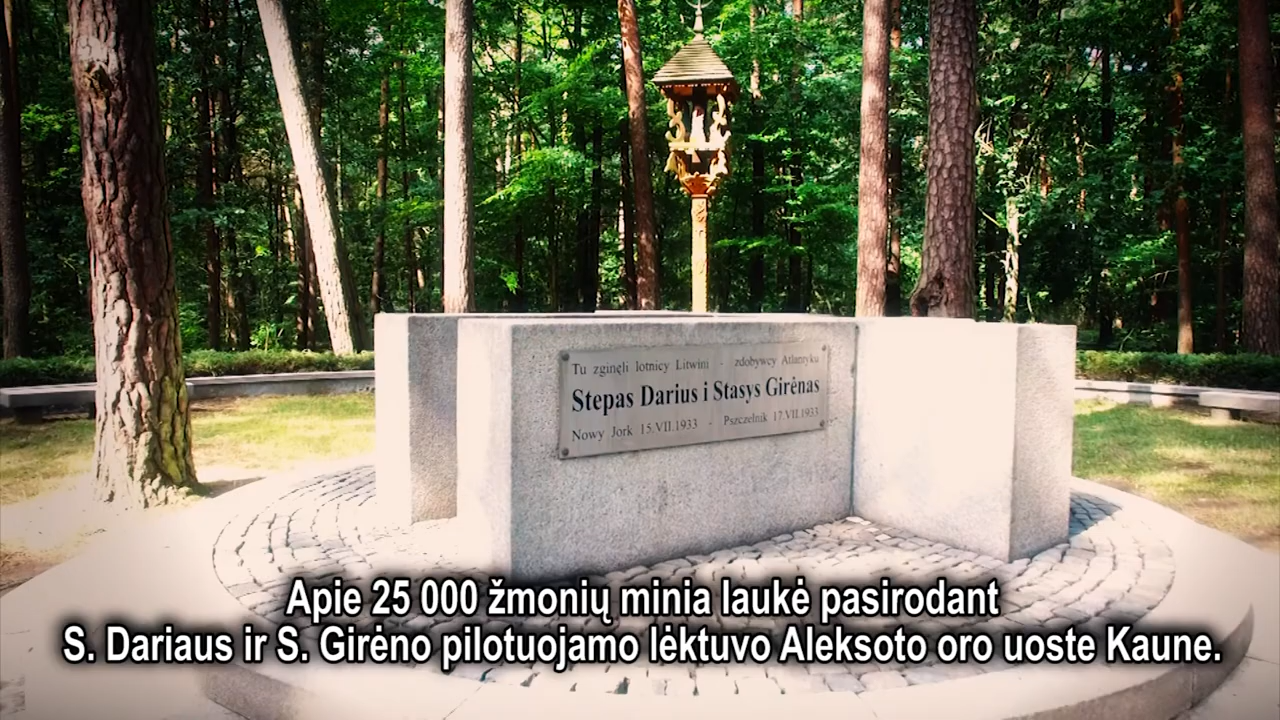 Tu zginęli lotnicy Litwini - zdobywcy Atlantyku
Stepas Darius i Stasys Girėnas
Nowy Jork 15.VII.1933 - Pszczelnik 17.VII.1933
Apie 25 000 žmonių minia laukė pasirodant
S. Dariaus ir S. Girėno pilotuojamo lėktuvo Aleksoto oro uoste Kaune.